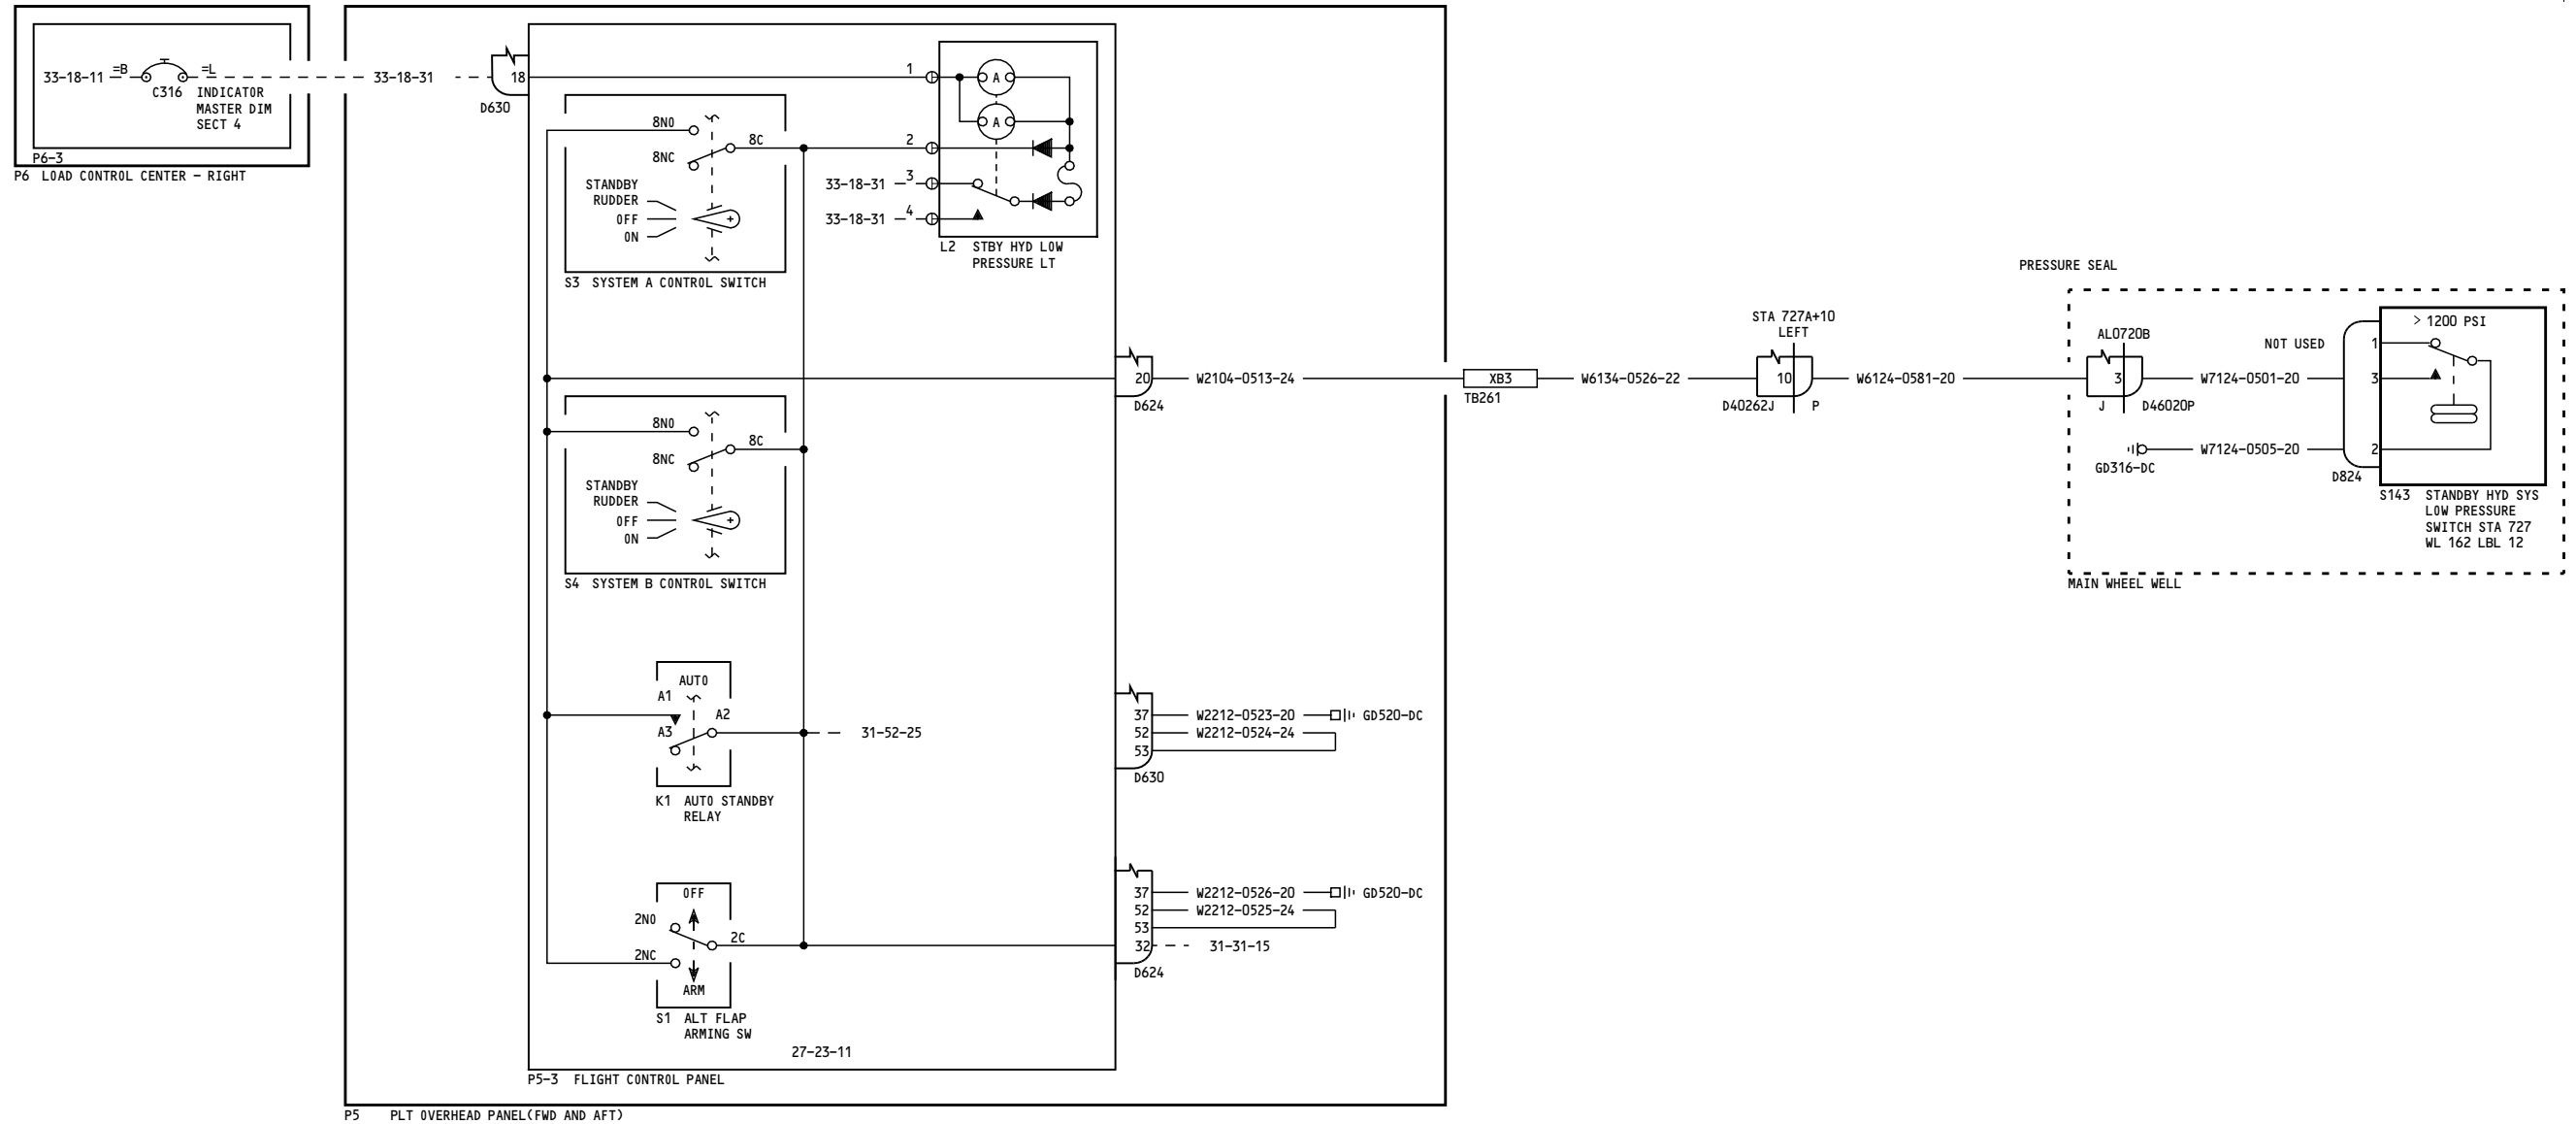 33-18-11
=B
=L
C316
INDICATOR
MASTER DIM
SECT 4
P6-3
P6 LOAD CONTROL CENTER - RIGHT
33-18-31
18
D630
1
A
A
2
33-18-31
3
33-18-31
4
L2 STBY HYD LOW
PRESSURE LT
8NO
8C
8NC
STANDBY
RUDDER
OFF
ON
S3 SYSTEM A CONTROL SWITCH
20
D624
W2104-0513-24
8NO
8C
8NC
STANDBY
RUDDER
OFF
ON
S4 SYSTEM B CONTROL SWITCH
AUTO
A1
A2
A3
31-52-25
K1 AUTO STANDBY
RELAY
37
W2212-0523-20
GD520-DC
52
W2212-0524-24
53
D630
OFF
2NO
2C
2NC
ARM
S1 ALT FLAP
ARMING SW
37
W2212-0526-20
GD520-DC
52
W2212-0525-24
53
32
31-31-15
D624
27-23-11
P5-3 FLIGHT CONTROL PANEL
P5 PLT OVERHEAD PANEL(FWD AND AFT)
XB3
TB261
W6134-0526-22
STA 727A+10
LEFT
10
D40262J
P
W6124-0581-20
PRESSURE SEAL
AL0720B
3
J
D46020P
W7124-0501-20
NOT USED
GD316-DC
W7124-0505-20
1
3
2
D824
> 1200 PSI
S143 STANDBY HYD SYS
LOW PRESSURE
SWITCH STA 727
WL 162 LBL 12
MAIN WHEEL WELL